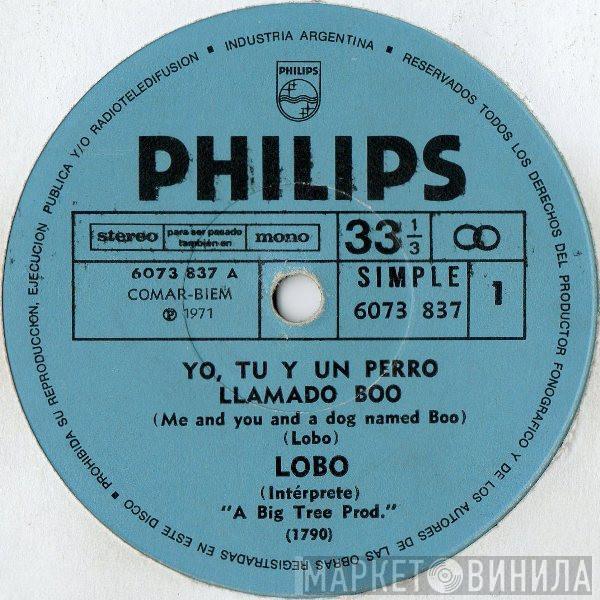 PROHIBIDA SU REPRODUCCION, EJECUCION PUBLICA Y/O RADIOTELEDIFUSION ▪ INDUSTRIA ARGENTINA ▪ RESERVADOS TODOS LOS DERECHOS DEL PRODUCTOR FONOGRAFICO Y DE LOS AUTORES DE LAS OBRAS REGISTRADAS EN ESTE DISCO ▪
PHILIPS
PHILIPS
stereo
para ser pasado
también en
mono
33 1/3
6073 837 A
COMAR-BIEM
℗ 1971
SIMPLE
6073 837
1
YO, TU Y UN PERRO
LLAMADO BOO
(Me and you and a dog named Boo)
(Lobo)
LOBO
(Intérprete)
"A Big Tree Prod."
(1790)
МАРКЕТ ВИНИЛА